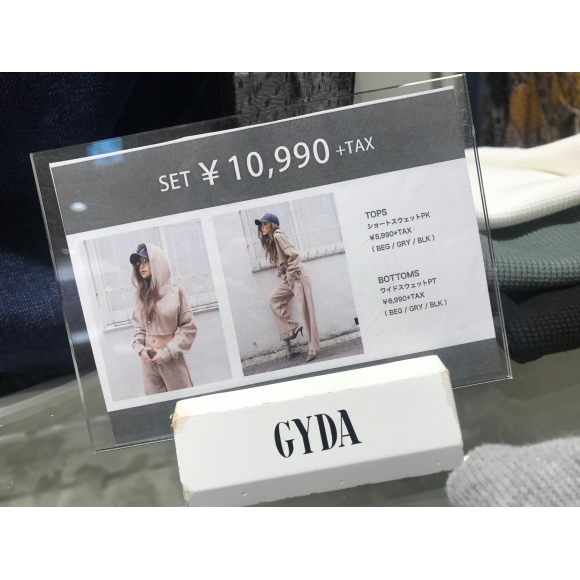 SET ¥10,990 +TAX
TOPS
ショートスウェットPK
¥5,990+TAX
( BEG / GRY / BLK )
BOTTOMS
ワイドスウェットPT
¥6,990+TAX
( BEG / GRY / BLK )
GYDA